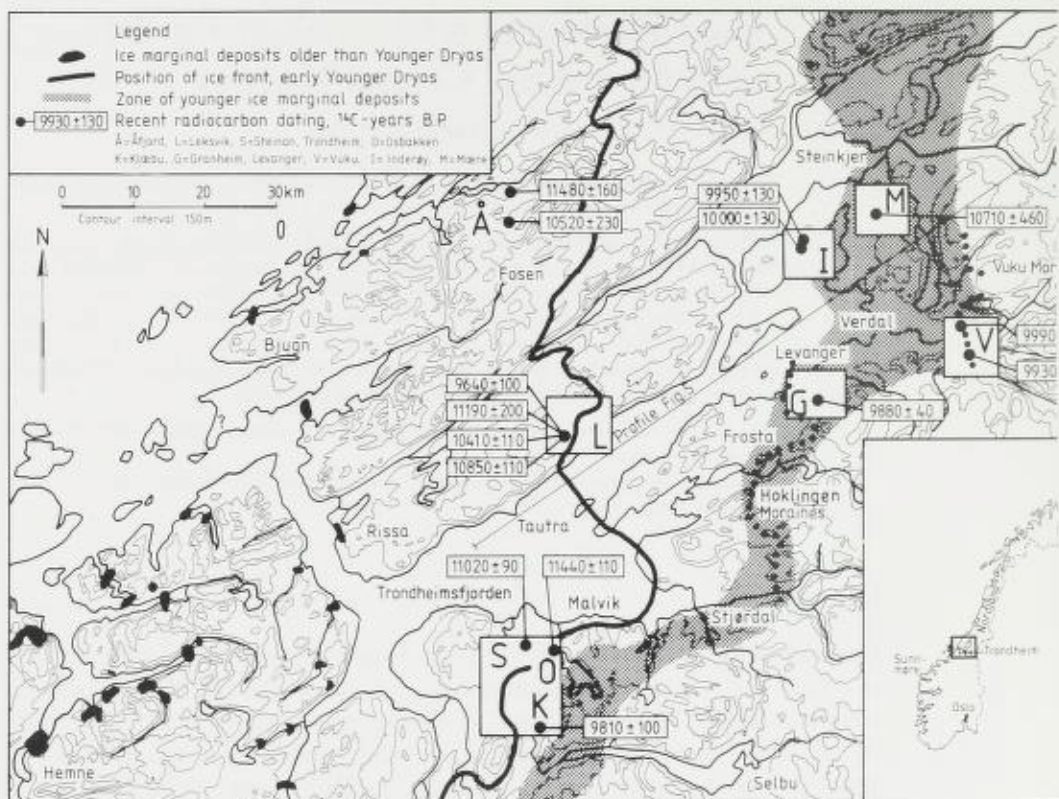 Legend
Ice marginal deposits older than Younger Dryas
Position of ice front, early Younger Dryas
Zone of younger ice marginal deposits
9930±130 Recent radiocarbon dating, ¹⁴C-years B.P.
Å=Åfjord, L=Leksvik, S=Steinan, Trondheim, O=Osbakken
K=Klæbu, G=Gronheim, Levanger, V=Vuku, I=Inderøy, M=Mære
0 10 20 30km
Contour interval 150m
N
Steinkjer
11480±160
Å
10520±230
9950±130
10000±130
M
10710±460
I
Fosen
Vuku Mor
Bjugn
Verdal
V
9990
9930
Levanger
9640±100
11190±200
10410±110
10850±110
L
Profile Fig.
G
9880±40
Frosta
?
Hoklingen
Moraines
Rissa
Tautra
11020±90
11440±110
Trondheimsfjorden
Malvik
Stjørdal
S
O
K
9810±100
Hemne
Selbu
Norge
Trondheim
Sunn-
møre
Oslo